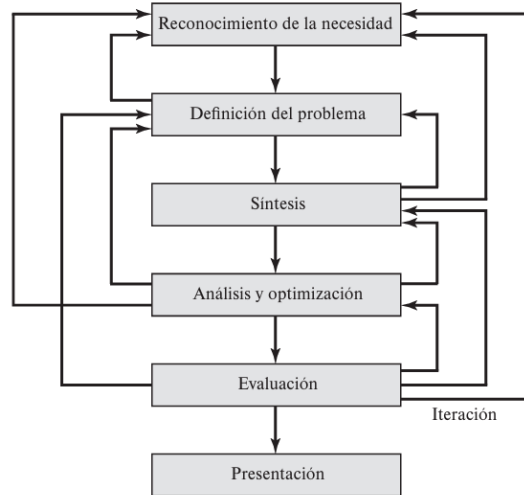 Reconocimiento de la necesidad
Definición del problema
Síntesis
Análisis y optimización
Evaluación
Iteración
Presentación